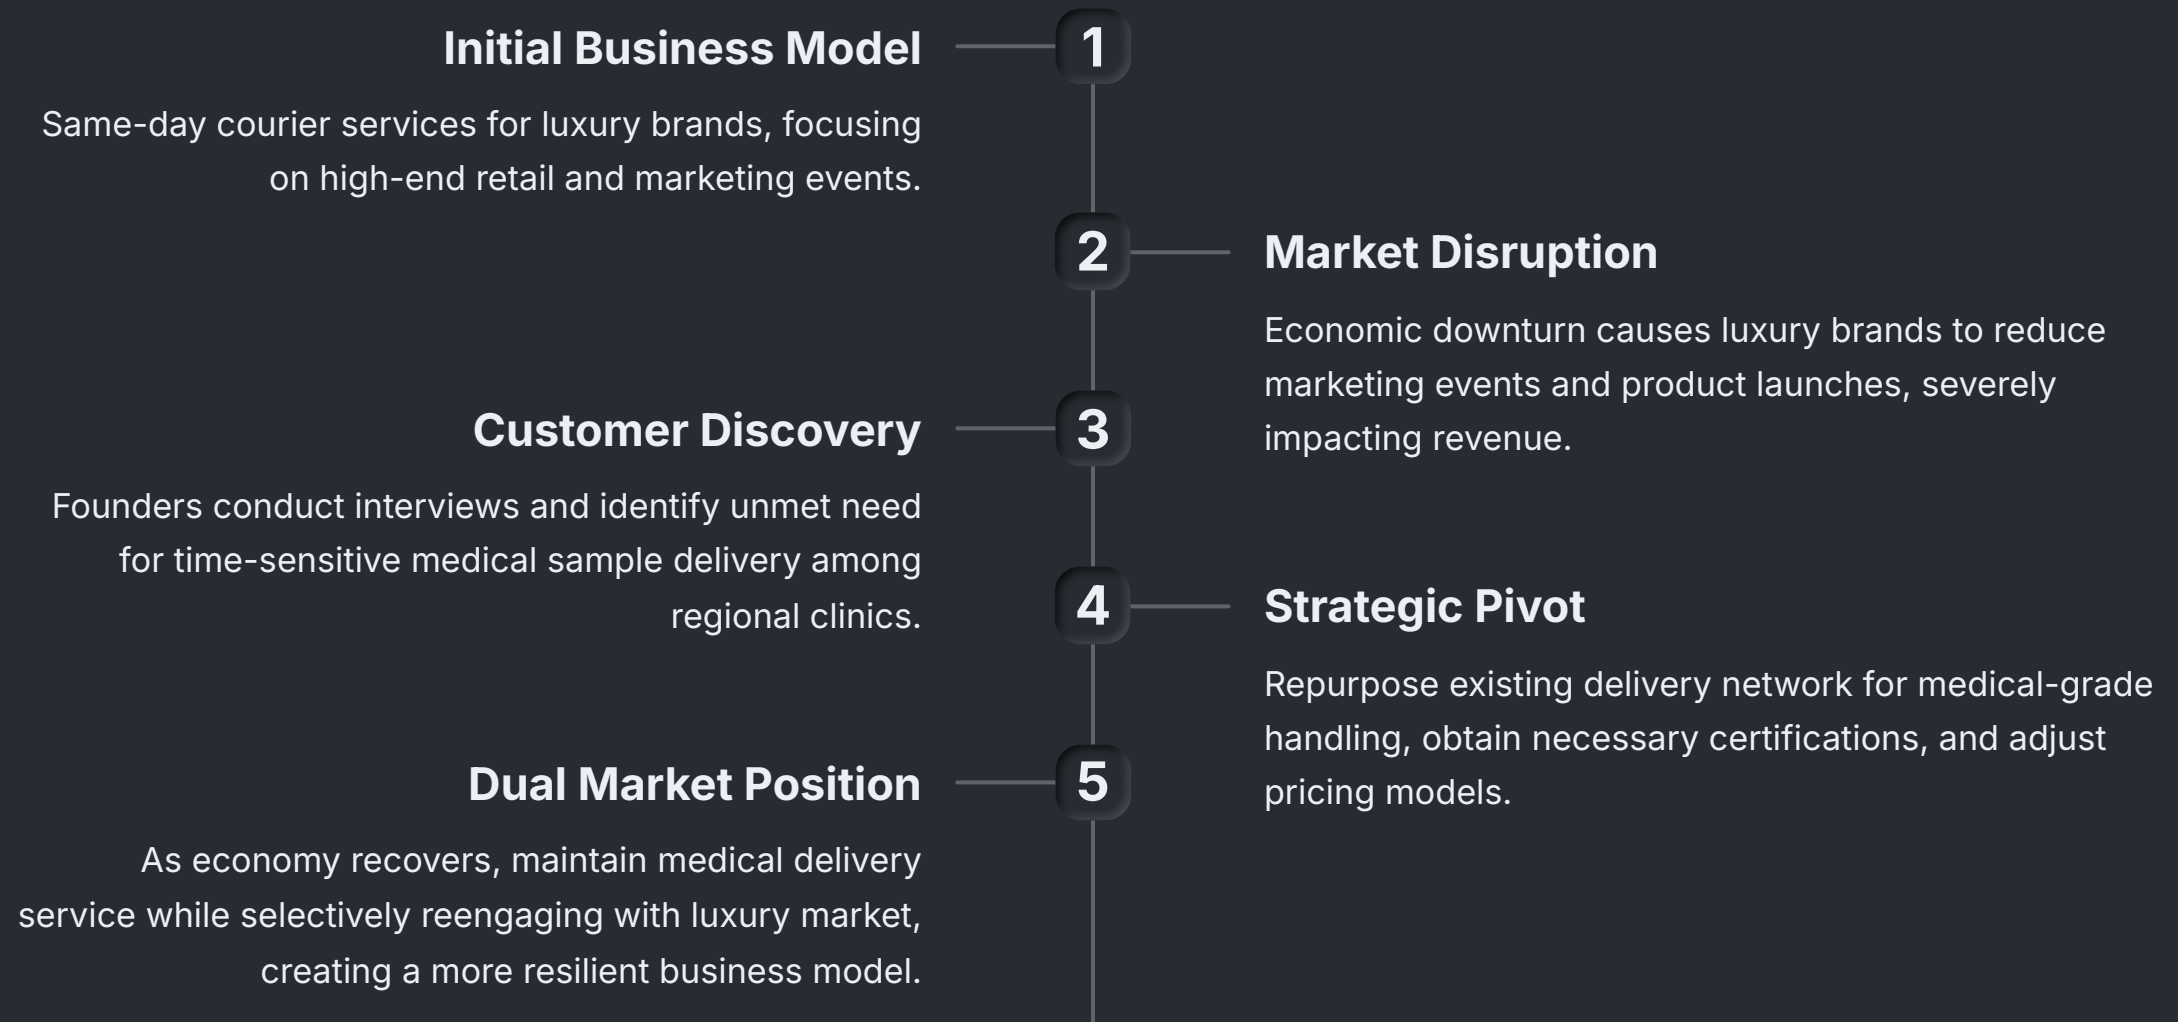 1
Initial Business Model
Same-day courier services for luxury brands, focusing
on high-end retail and marketing events.
2
Market Disruption
Economic downturn causes luxury brands to reduce
marketing events and product launches, severely
impacting revenue.
3
Customer Discovery
Founders conduct interviews and identify unmet need
for time-sensitive medical sample delivery among
regional clinics.
4
Strategic Pivot
Repurpose existing delivery network for medical-grade
handling, obtain necessary certifications, and adjust
pricing models.
5
Dual Market Position
As economy recovers, maintain medical delivery
service while selectively reengaging with luxury market,
creating a more resilient business model.